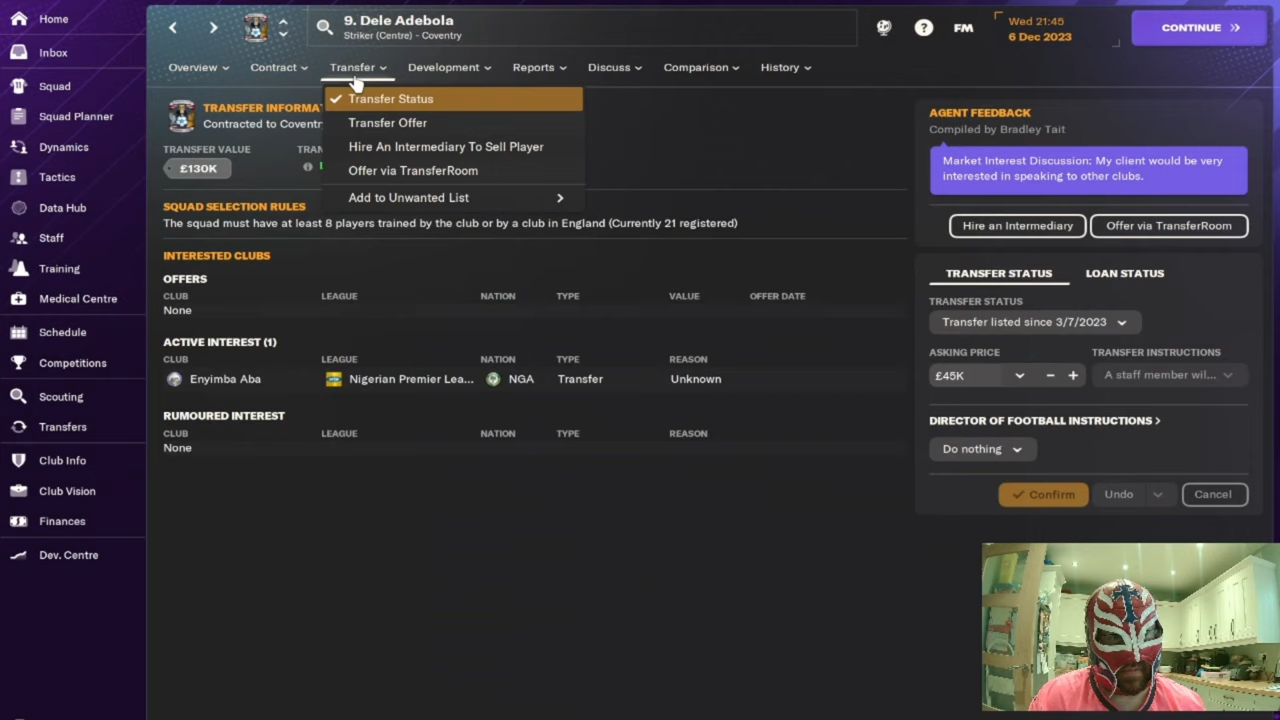 Home
Inbox
Squad
Squad Planner
Dynamics
Tactics
Data Hub
Staff
Training
Medical Centre
Schedule
Competitions
Scouting
Transfers
Club Info
Club Vision
Finances
Dev. Centre
9. Dele Adebola
Striker (Centre) - Coventry
FM
Wed 21:45
6 Dec 2023
CONTINUE
Overview
Contract
Transfer
Development
Reports
Discuss
Comparison
History
Transfer Status
Transfer Offer
Hire An Intermediary To Sell Player
Offer via TransferRoom
Add to Unwanted List
TRANSFER INFORMA
Contracted to Coventr
TRANSFER VALUE TRAN
£130K
SQUAD SELECTION RULES
The squad must have at least 8 players trained by the club or by a club in England (Currently 21 registered)
INTERESTED CLUBS
OFFERS
CLUB LEAGUE NATION TYPE VALUE OFFER DATE
None
ACTIVE INTEREST (1)
CLUB LEAGUE NATION TYPE REASON
Enyimba Aba Nigerian Premier Lea... NGA Transfer Unknown
RUMOURED INTEREST
CLUB LEAGUE NATION TYPE REASON
None
AGENT FEEDBACK
Compiled by Bradley Tait
Market Interest Discussion: My client would be very
interested in speaking to other clubs.
Hire an Intermediary Offer via TransferRoom
TRANSFER STATUS LOAN STATUS
TRANSFER STATUS
Transfer listed since 3/7/2023
ASKING PRICE TRANSFER INSTRUCTIONS
£45K - + A staff member wil...
DIRECTOR OF FOOTBALL INSTRUCTIONS >
Do nothing
Confirm Undo Cancel